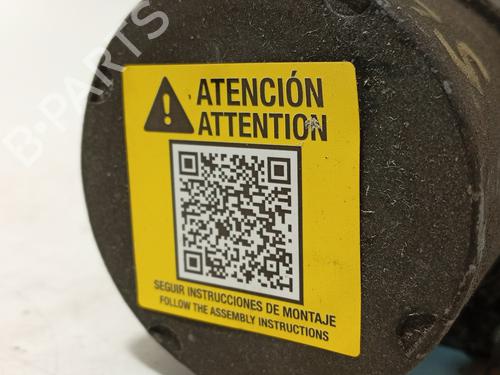 B-PARTS
ATENCIÓN
ATTENTION
SEGUIR INSTRUCCIONES DE MONTAJE
FOLLOW THE ASSEMBLY INSTRUCTIONS